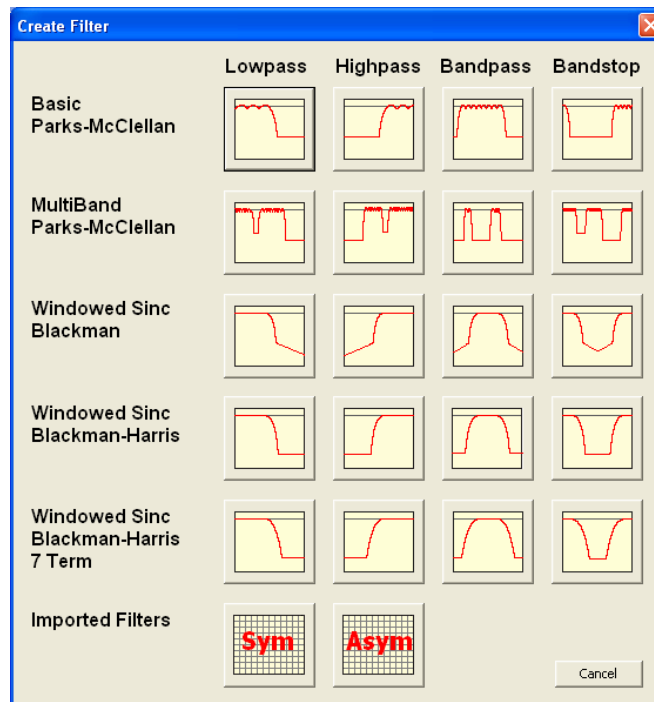 Create Filter
Lowpass Highpass Bandpass Bandstop
Basic
Parks-McClellan
MultiBand
Parks-McClellan
Windowed Sinc
Blackman
Windowed Sinc
Blackman-Harris
Windowed Sinc
Blackman-Harris
7 Term
Imported Filters
Sym Asym
Cancel